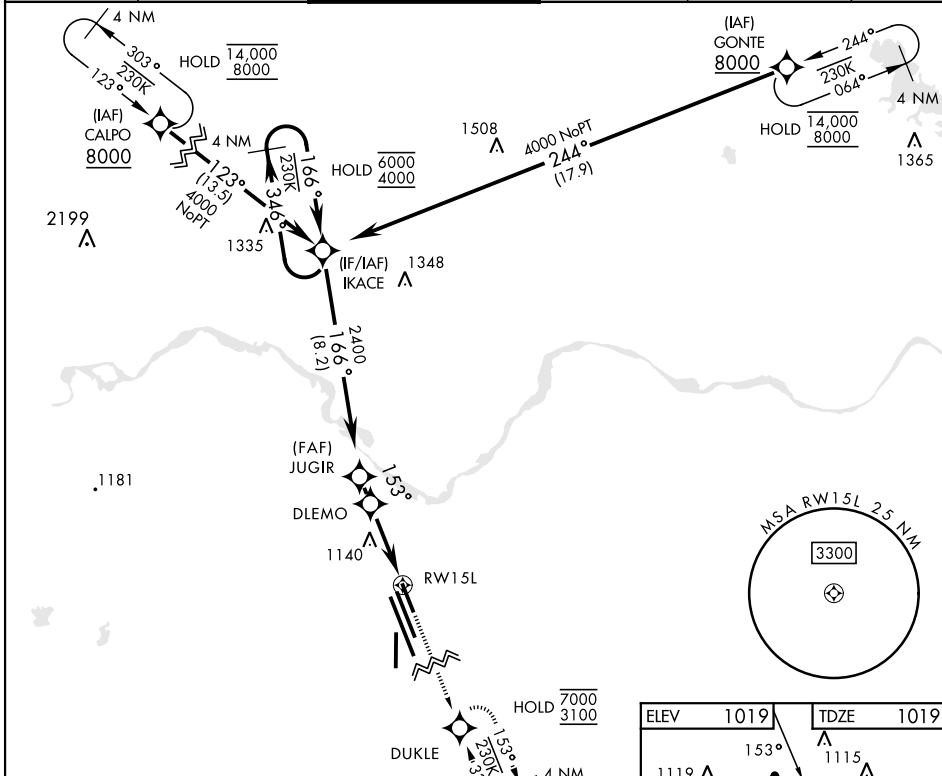 4 NM
303°
230K
123°
HOLD 14,000
8000
(IAF)
CALPO
8000
(IAF)
GONTE
8000
244°
230K
064°
4 NM
HOLD 14,000
8000
1365
1508
4000 NoPT
244°
(17.9)
4 NM
166°
230K
346°
HOLD 6000
4000
123°
(13.5)
4000
NoPT
2199
1335
(IF/IAF)
IKACE
1348
2400
166°
(8.2)
(FAF)
JUGIR
153°
DLEMO
1181
1140
RW15L
MSA RW15L 25 NM
3300
HOLD 7000
3100
DUKLE
153°
230K
4 NM
ELEV 1019
TDZE 1019
153°
1115
1119